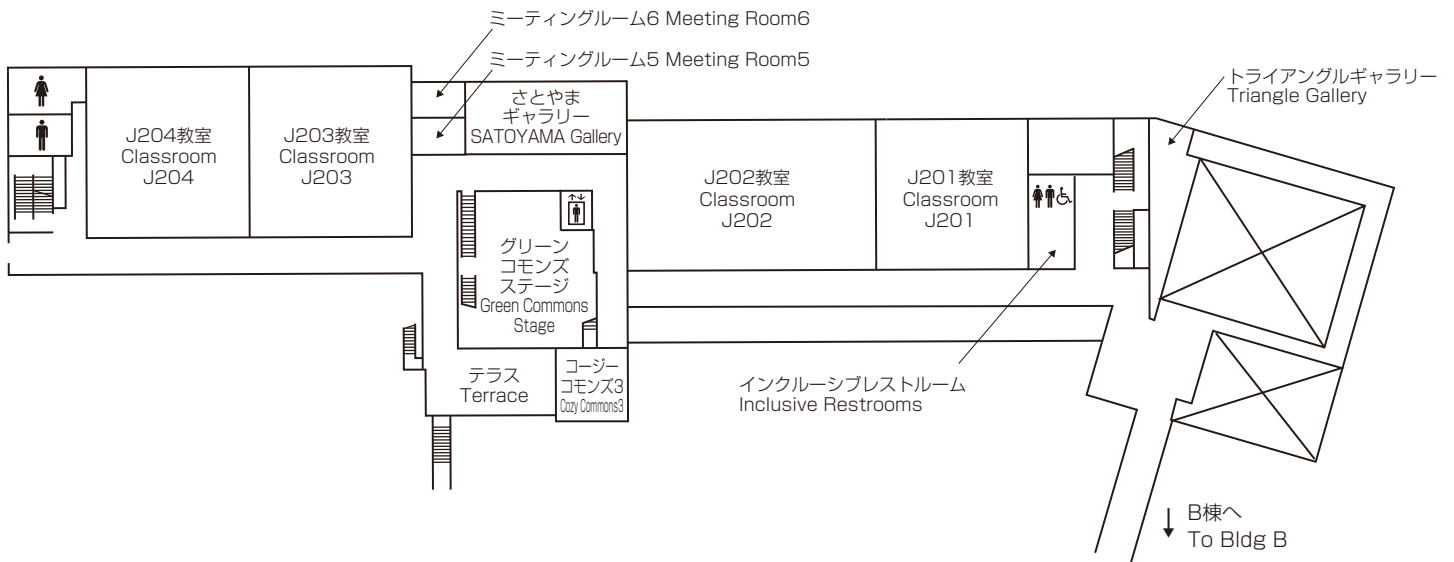 ミーティングルーム6 Meeting Room6
ミーティングルーム5 Meeting Room5
トライアングルギャラリー
Triangle Gallery
さとやま
ギャラリー
SATOYAMA Gallery
J204教室
Classroom
J204
J203教室
Classroom
J203
J202教室
Classroom
J202
J201教室
Classroom
J201
グリーン
コモンズ
ステージ
Green Commons
Stage
テラス
Terrace
コージー
コモンズ3
Cozy Commons3
インクルーシブレストルーム
Inclusive Restrooms
B棟へ
To Bldg B